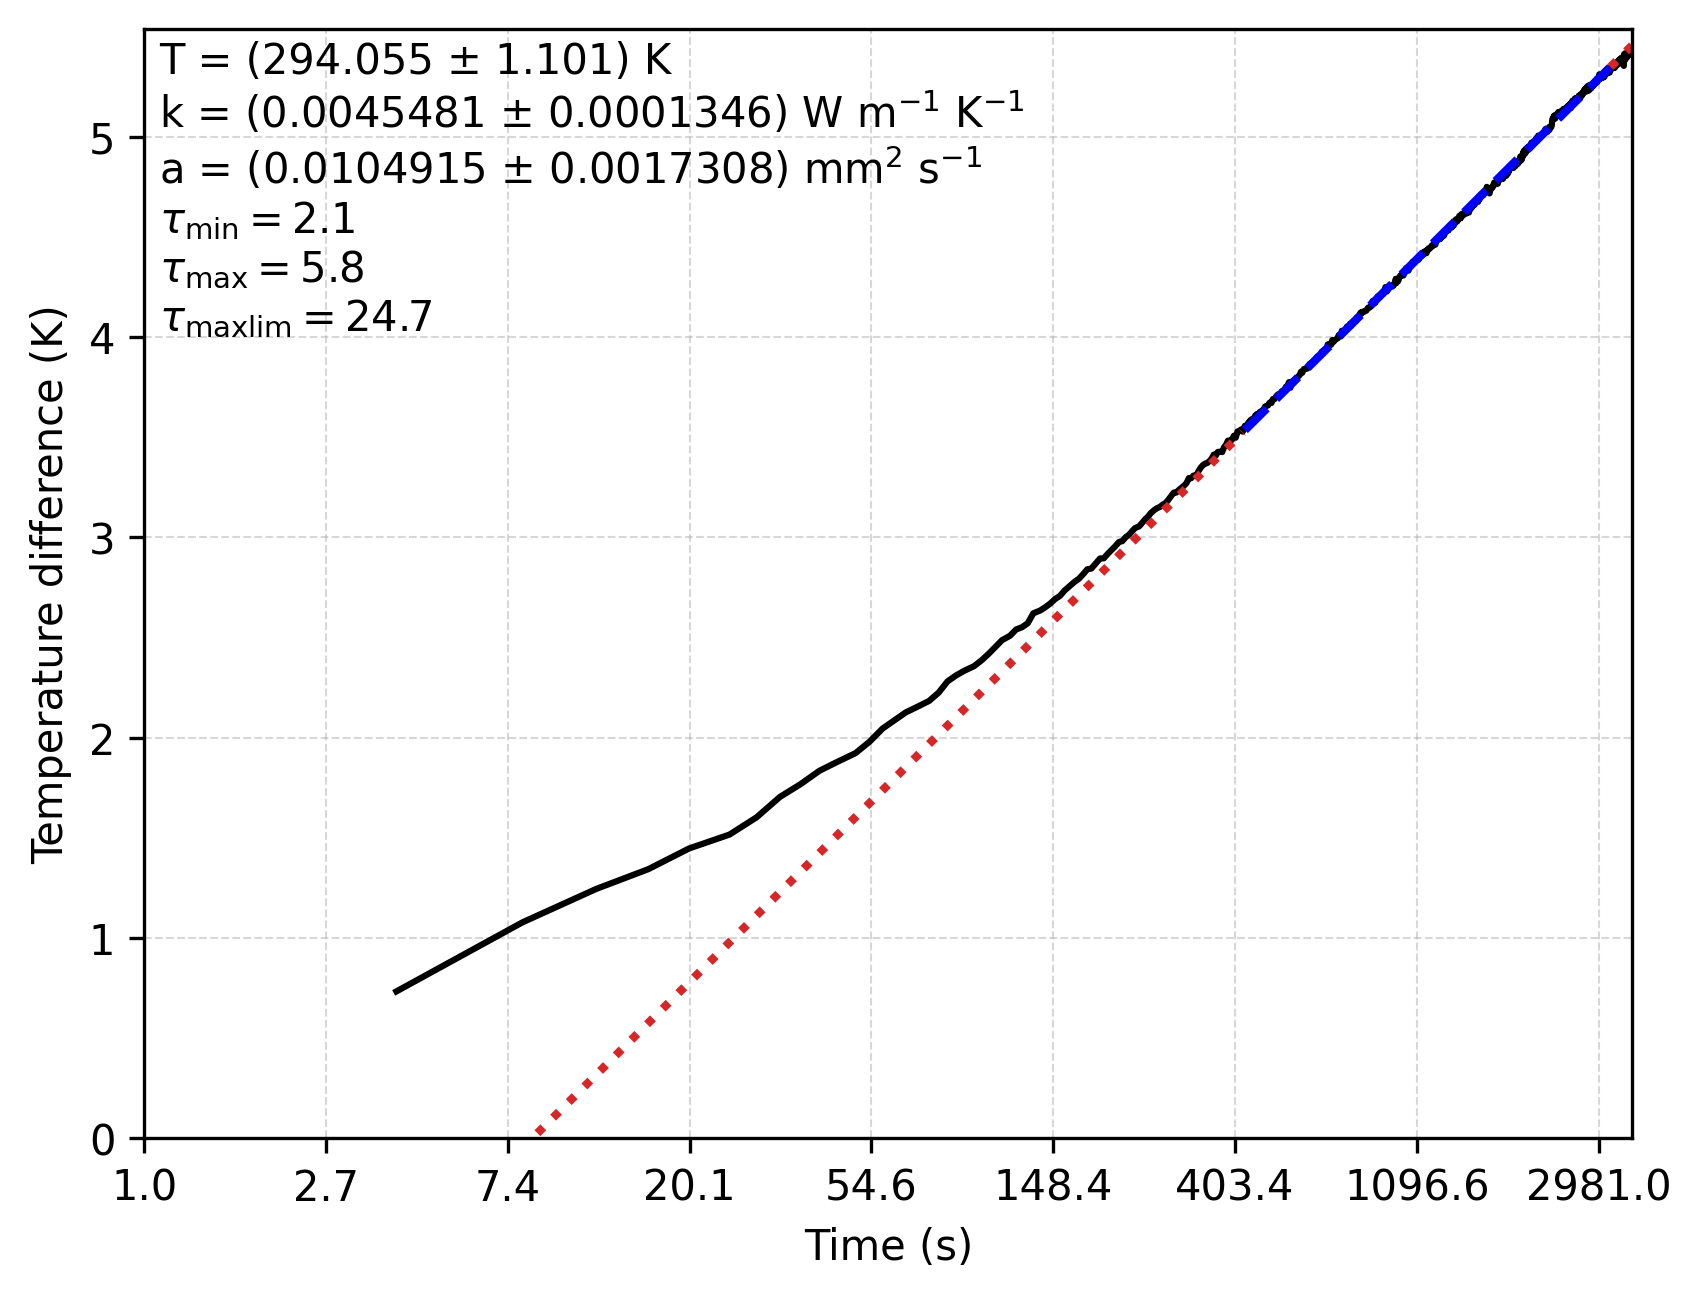 T = (294.055 ± 1.101) K
k = (0.0045481 ± 0.0001346) W m⁻¹ K⁻¹
a = (0.0104915 ± 0.0017308) mm² s⁻¹
τmin = 2.1
τmax = 5.8
τmaxlim = 24.7
Temperature difference (K)
5
4
3
2
1
0
1.0 2.7 7.4 20.1 54.6 148.4 403.4 1096.6 2981.0
Time (s)